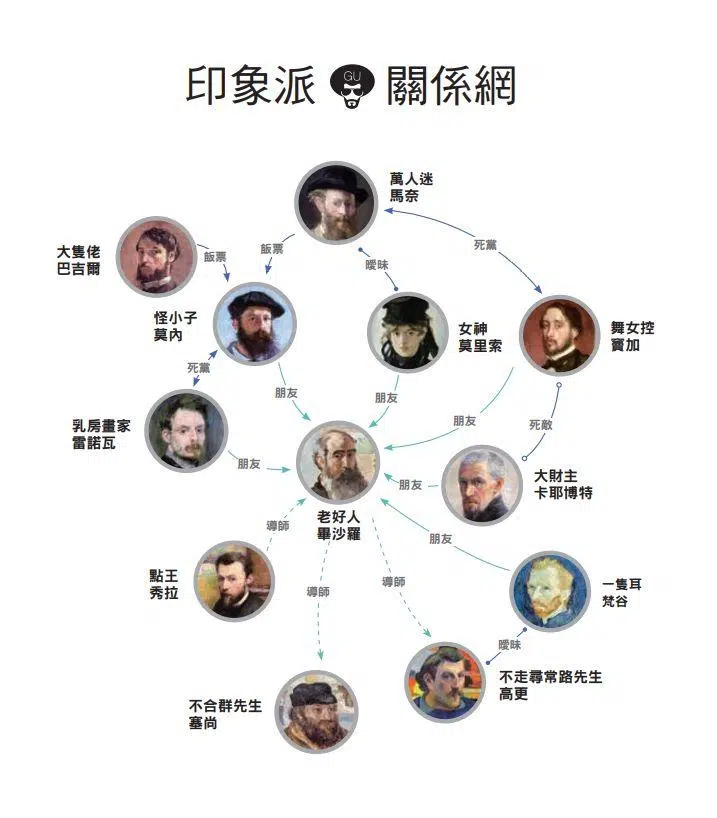 印象派 GU 關係網
萬人迷
馬奈
大隻佬
巴吉爾
飯票
飯票
死黨
曖昧
怪小子
莫內
女神
莫里索
舞女控
竇加
死黨
朋友
朋友
朋友
死敵
乳房畫家
雷諾瓦
朋友
朋友
大財主
卡耶博特
老好人
畢沙羅
導師
朋友
點王
秀拉
導師
導師
一隻耳
梵谷
曖昧
不走尋常路先生
高更
不合群先生
塞尚